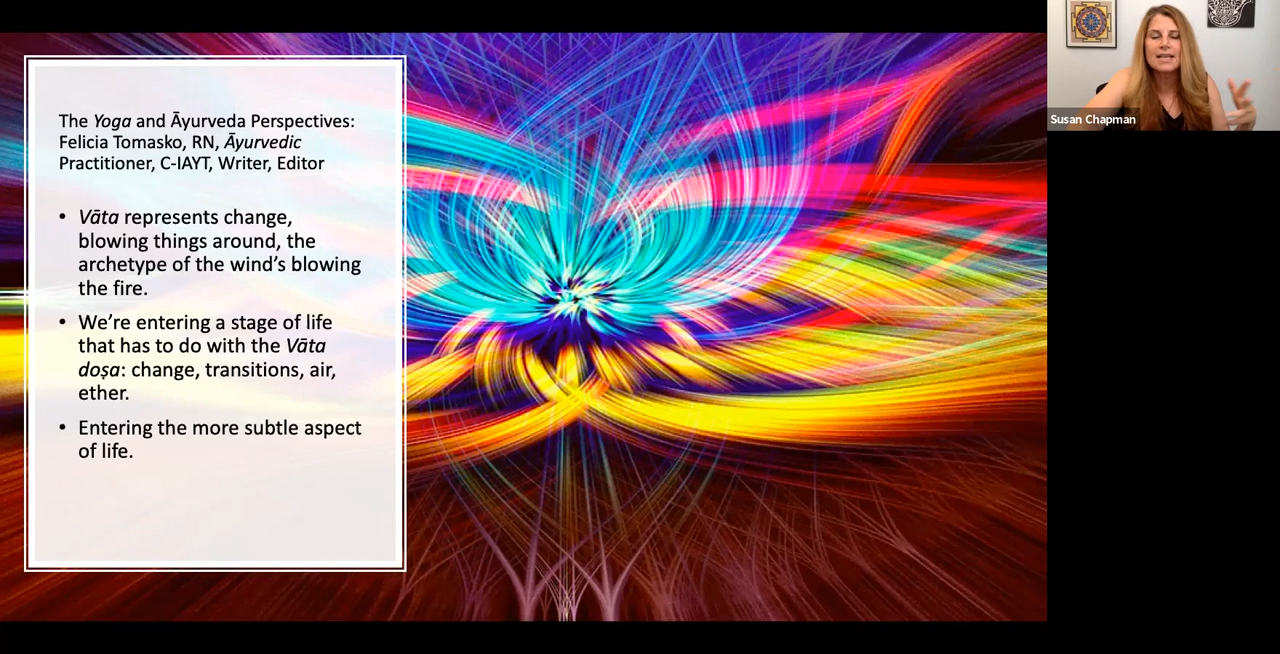 The Yoga and Āyurveda Perspectives:
Felicia Tomasko, RN, Āyurvedic
Practitioner, C-IAYT, Writer, Editor
• Vāta represents change,
blowing things around, the
archetype of the wind’s blowing
the fire.
• We’re entering a stage of life
that has to do with the Vāta
doṣa: change, transitions, air,
ether.
• Entering the more subtle aspect
of life.
Susan Chapman